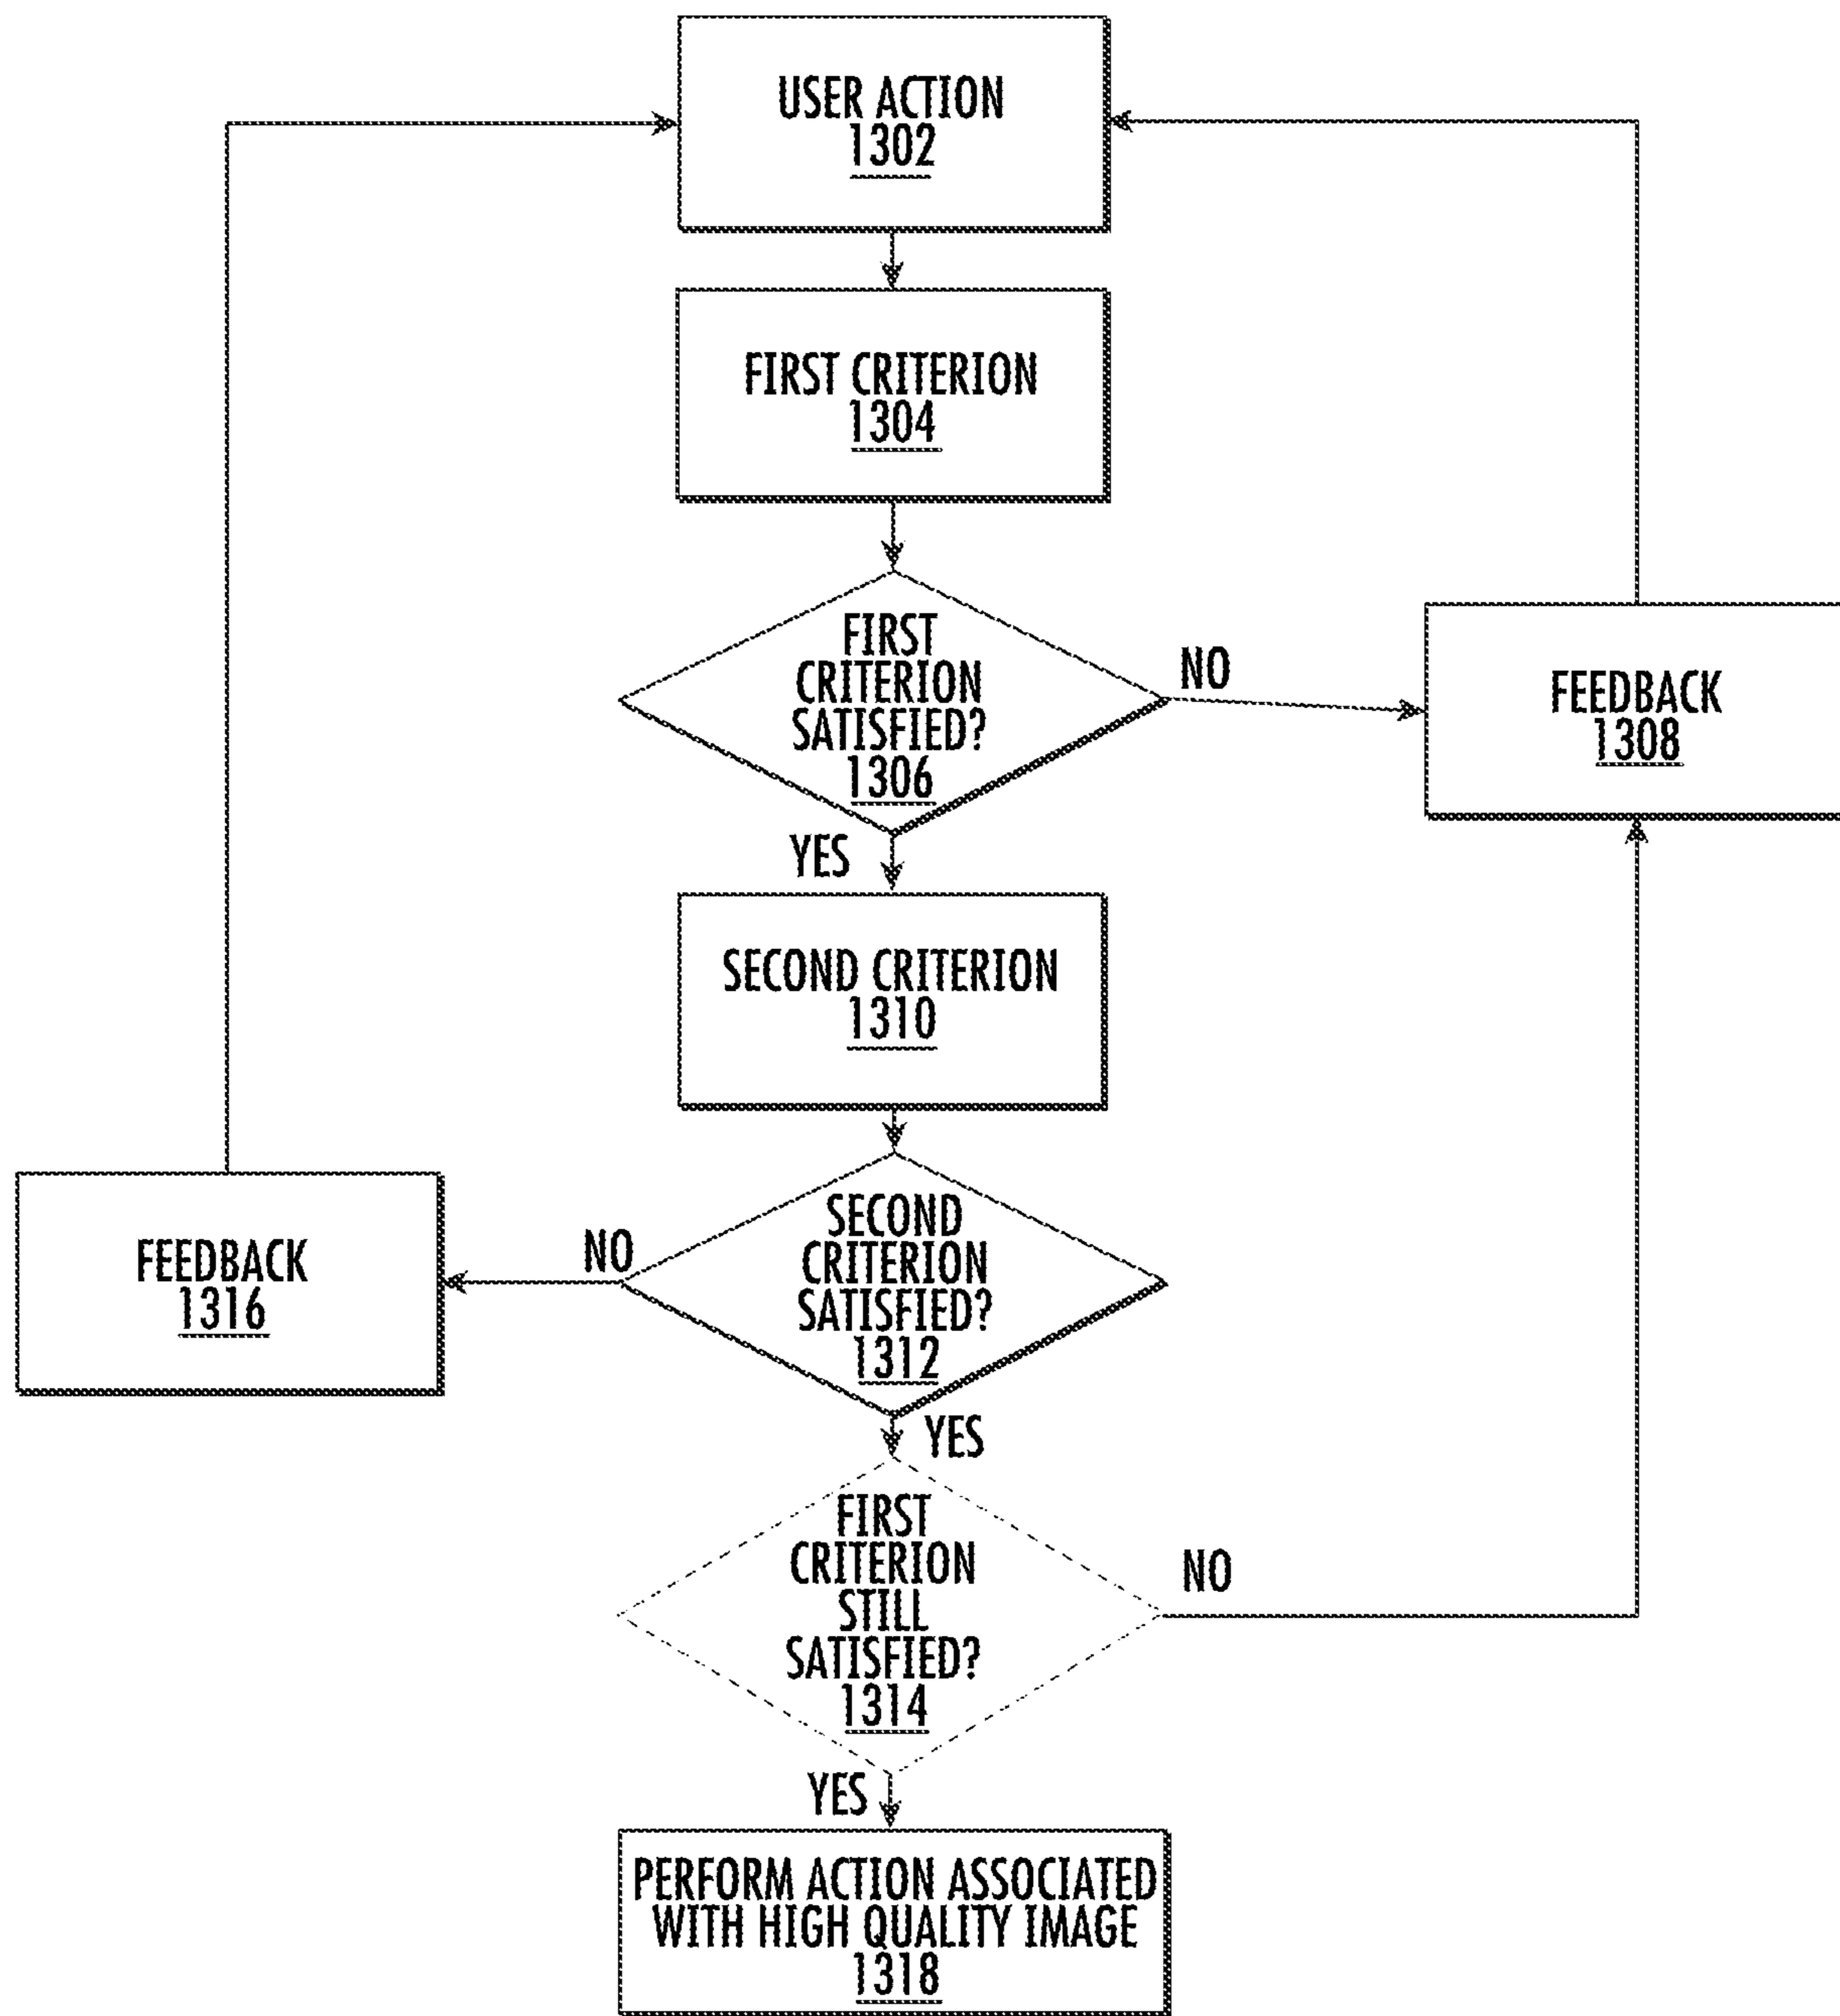 USER ACTION
1302
FIRST CRITERION
1304
FIRST
CRITERION
SATISFIED?
1306
NO
FEEDBACK
1308
YES
SECOND CRITERION
1310
SECOND
CRITERION
SATISFIED?
1312
NO
FEEDBACK
1316
YES
FIRST
CRITERION
STILL
SATISFIED?
1314
NO
YES
PERFORM ACTION ASSOCIATED
WITH HIGH QUALITY IMAGE
1318